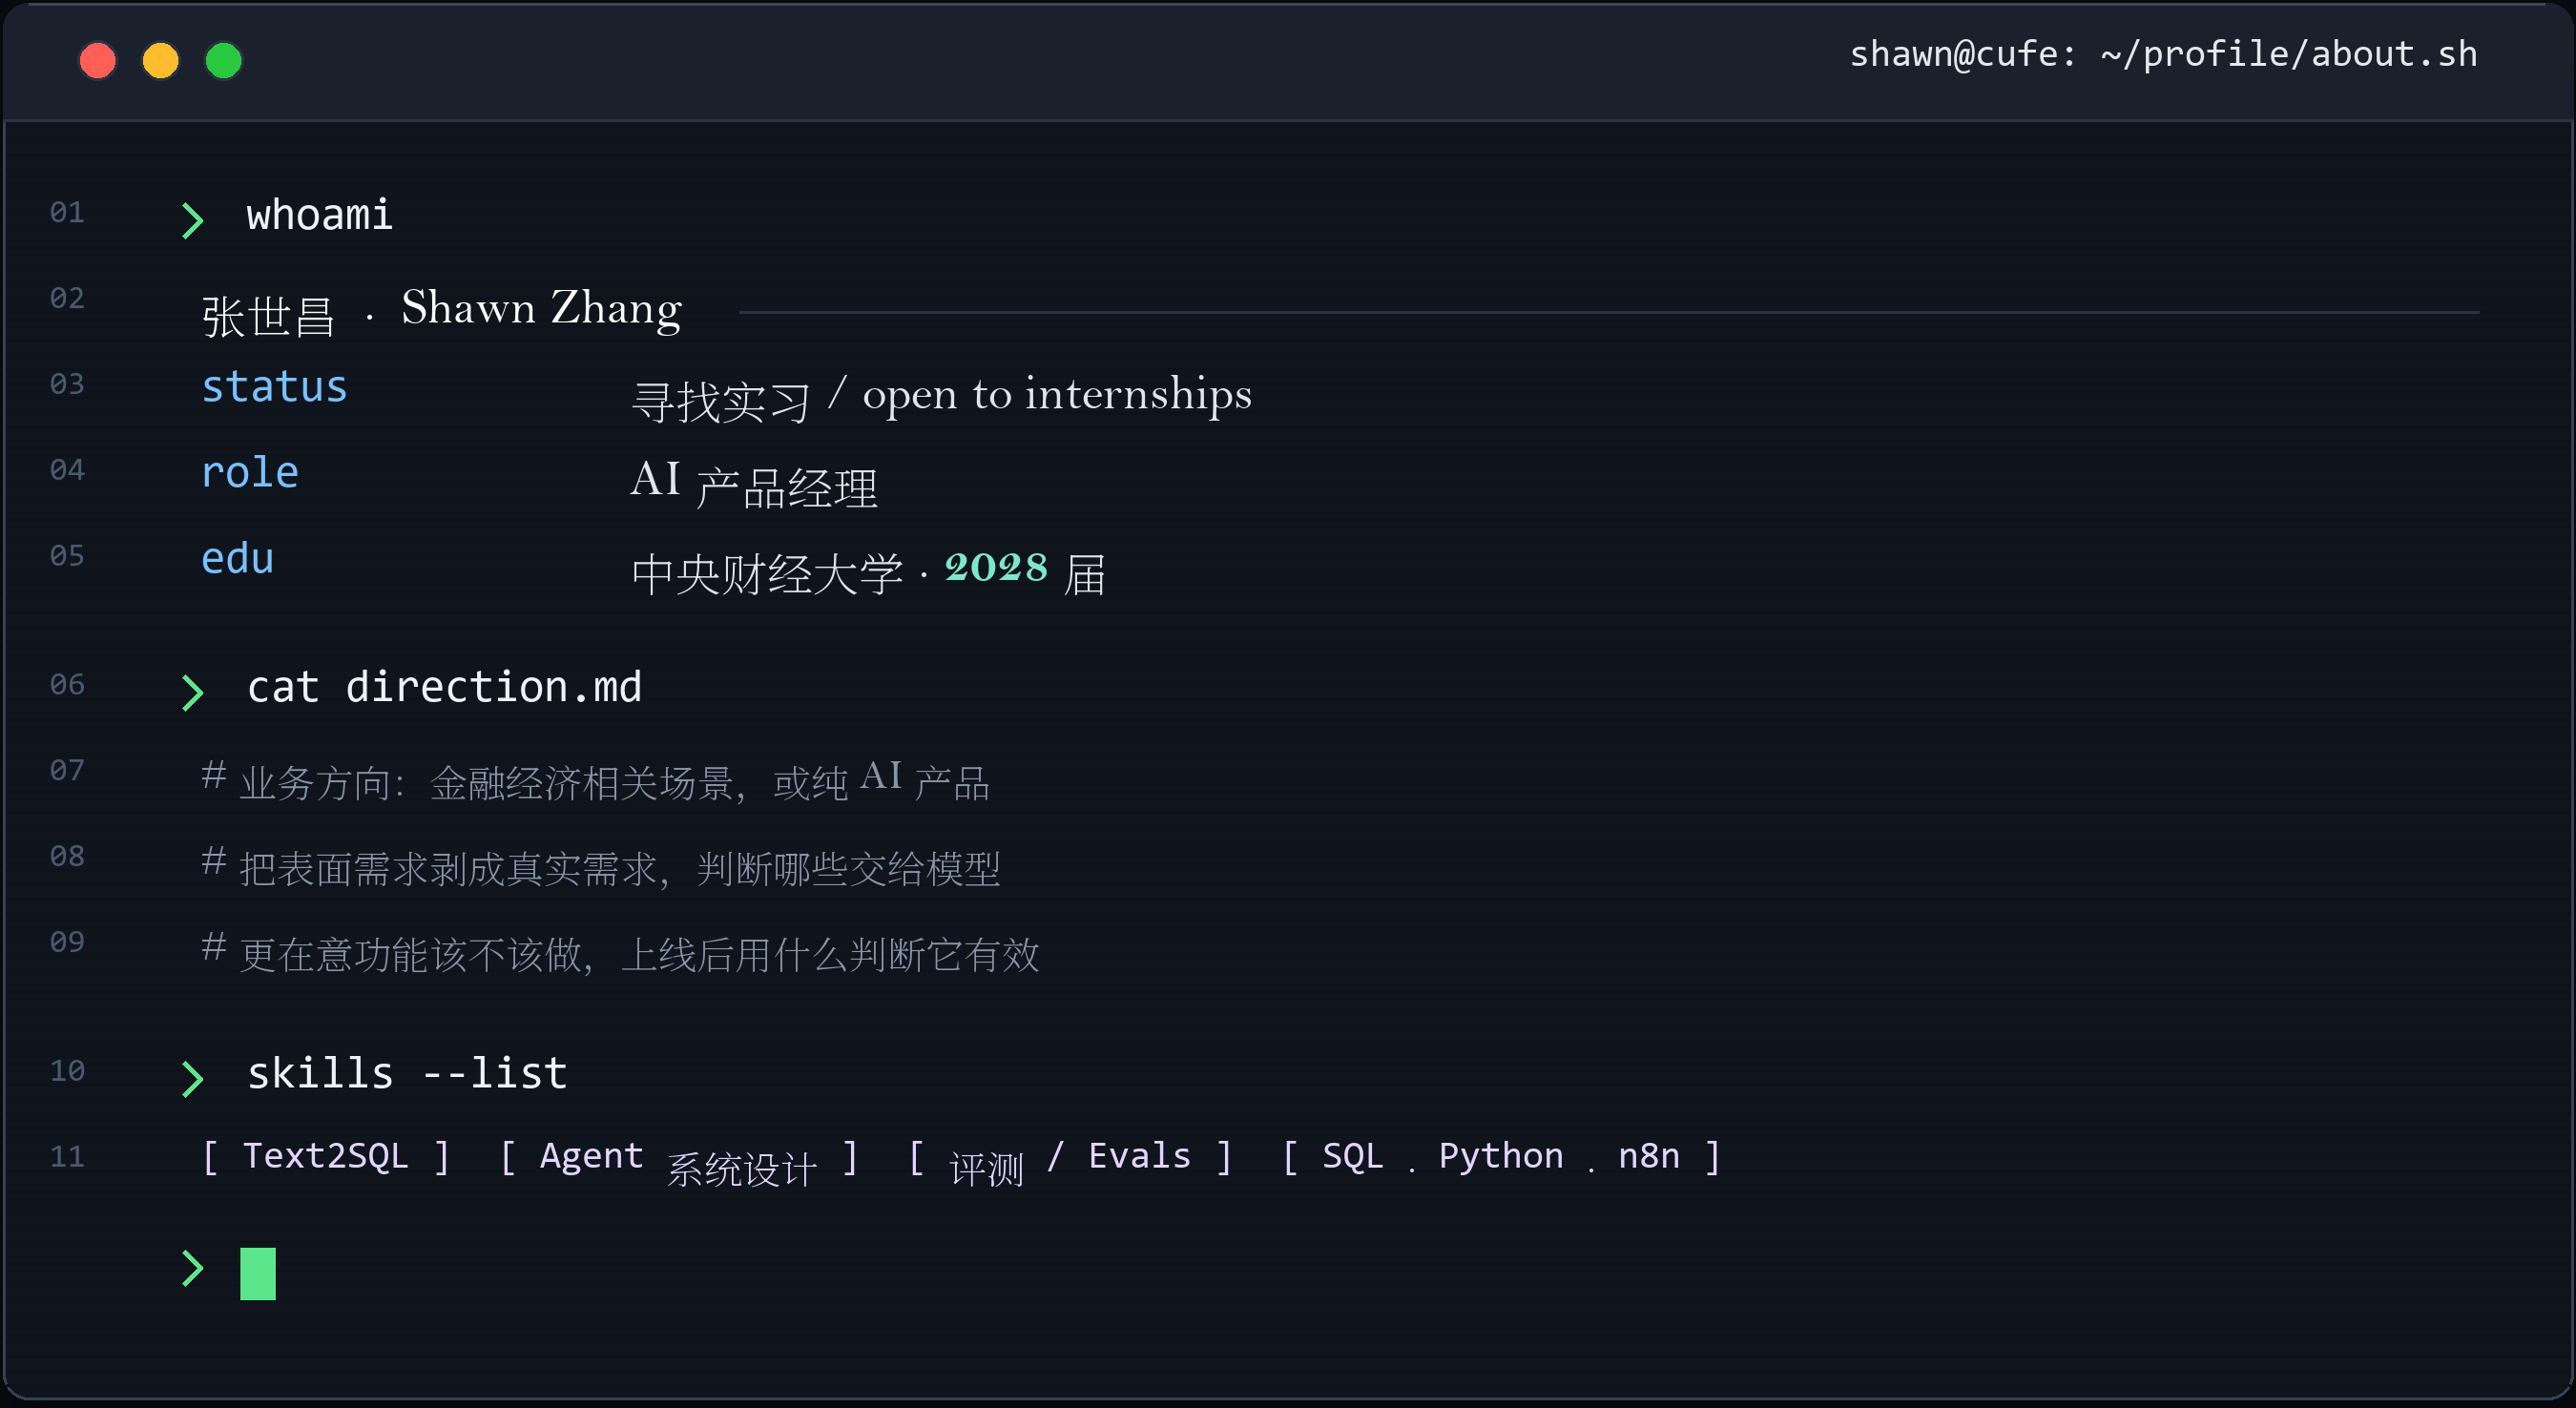 shawn@cufe: ~/profile/about.sh
01 > whoami
02 张世昌 · Shawn Zhang
03 status 寻找实习 / open to internships
04 role AI 产品经理
05 edu 中央财经大学 · 2028 届
06 > cat direction.md
07 # 业务方向：金融经济相关场景，或纯 AI 产品
08 # 把表面需求剥成真实需求，判断哪些交给模型
09 # 更在意功能该不该做，上线后用什么判断它有效
10 > skills --list
11 [ Text2SQL ] [ Agent 系统设计 ] [ 评测 / Evals ] [ SQL · Python · n8n ]
>